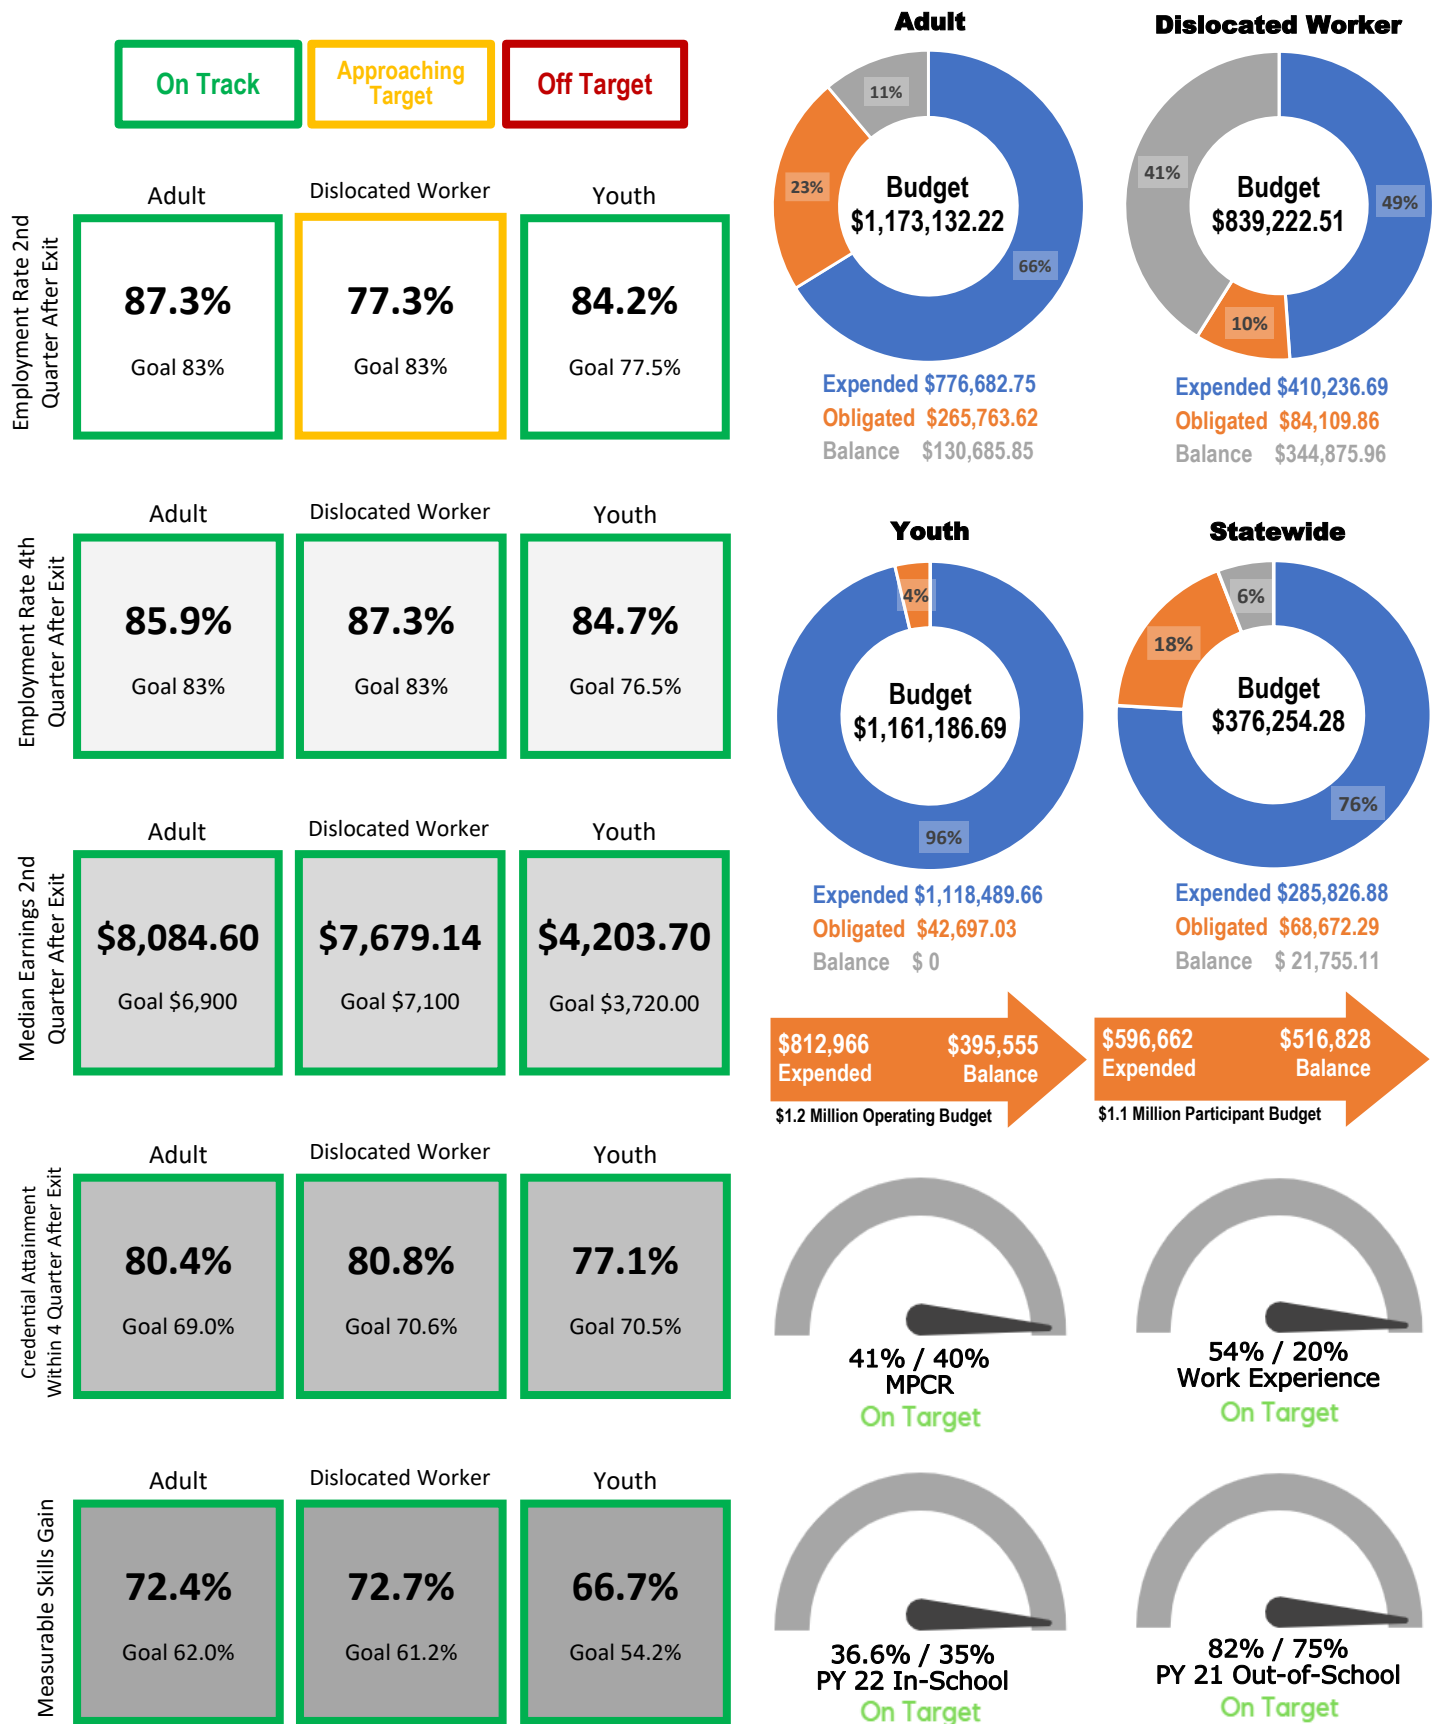 On Track
Approaching
Target
Off Target
Employment Rate 2nd
Quarter After Exit
Adult
87.3%
Goal 83%
Dislocated Worker
77.3%
Goal 83%
Youth
84.2%
Goal 77.5%
Employment Rate 4th
Quarter After Exit
Adult
85.9%
Goal 83%
Dislocated Worker
87.3%
Goal 83%
Youth
84.7%
Goal 76.5%
Median Earnings 2nd
Quarter After Exit
Adult
$8,084.60
Goal $6,900
Dislocated Worker
$7,679.14
Goal $7,100
Youth
$4,203.70
Goal $3,720.00
Credential Attainment
Within 4 Quarter After Exit
Adult
80.4%
Goal 69.0%
Dislocated Worker
80.8%
Goal 70.6%
Youth
77.1%
Goal 70.5%
Measurable Skills Gain
Adult
72.4%
Goal 62.0%
Dislocated Worker
72.7%
Goal 61.2%
Youth
66.7%
Goal 54.2%
Adult
11%
23%
66%
Budget
$1,173,132.22
Expended $776,682.75
Obligated $265,763.62
Balance $130,685.85
Dislocated Worker
41%
49%
10%
Budget
$839,222.51
Expended $410,236.69
Obligated $84,109.86
Balance $344,875.96
Youth
4%
96%
Budget
$1,161,186.69
Expended $1,118,489.66
Obligated $42,697.03
Balance $ 0
Statewide
6%
18%
76%
Budget
$376,254.28
Expended $285,826.88
Obligated $68,672.29
Balance $ 21,755.11
$812,966 $395,555
Expended Balance
$1.2 Million Operating Budget
$596,662 $516,828
Expended Balance
$1.1 Million Participant Budget
41% / 40%
MPCR
On Target
54% / 20%
Work Experience
On Target
36.6% / 35%
PY 22 In-School
On Target
82% / 75%
PY 21 Out-of-School
On Target